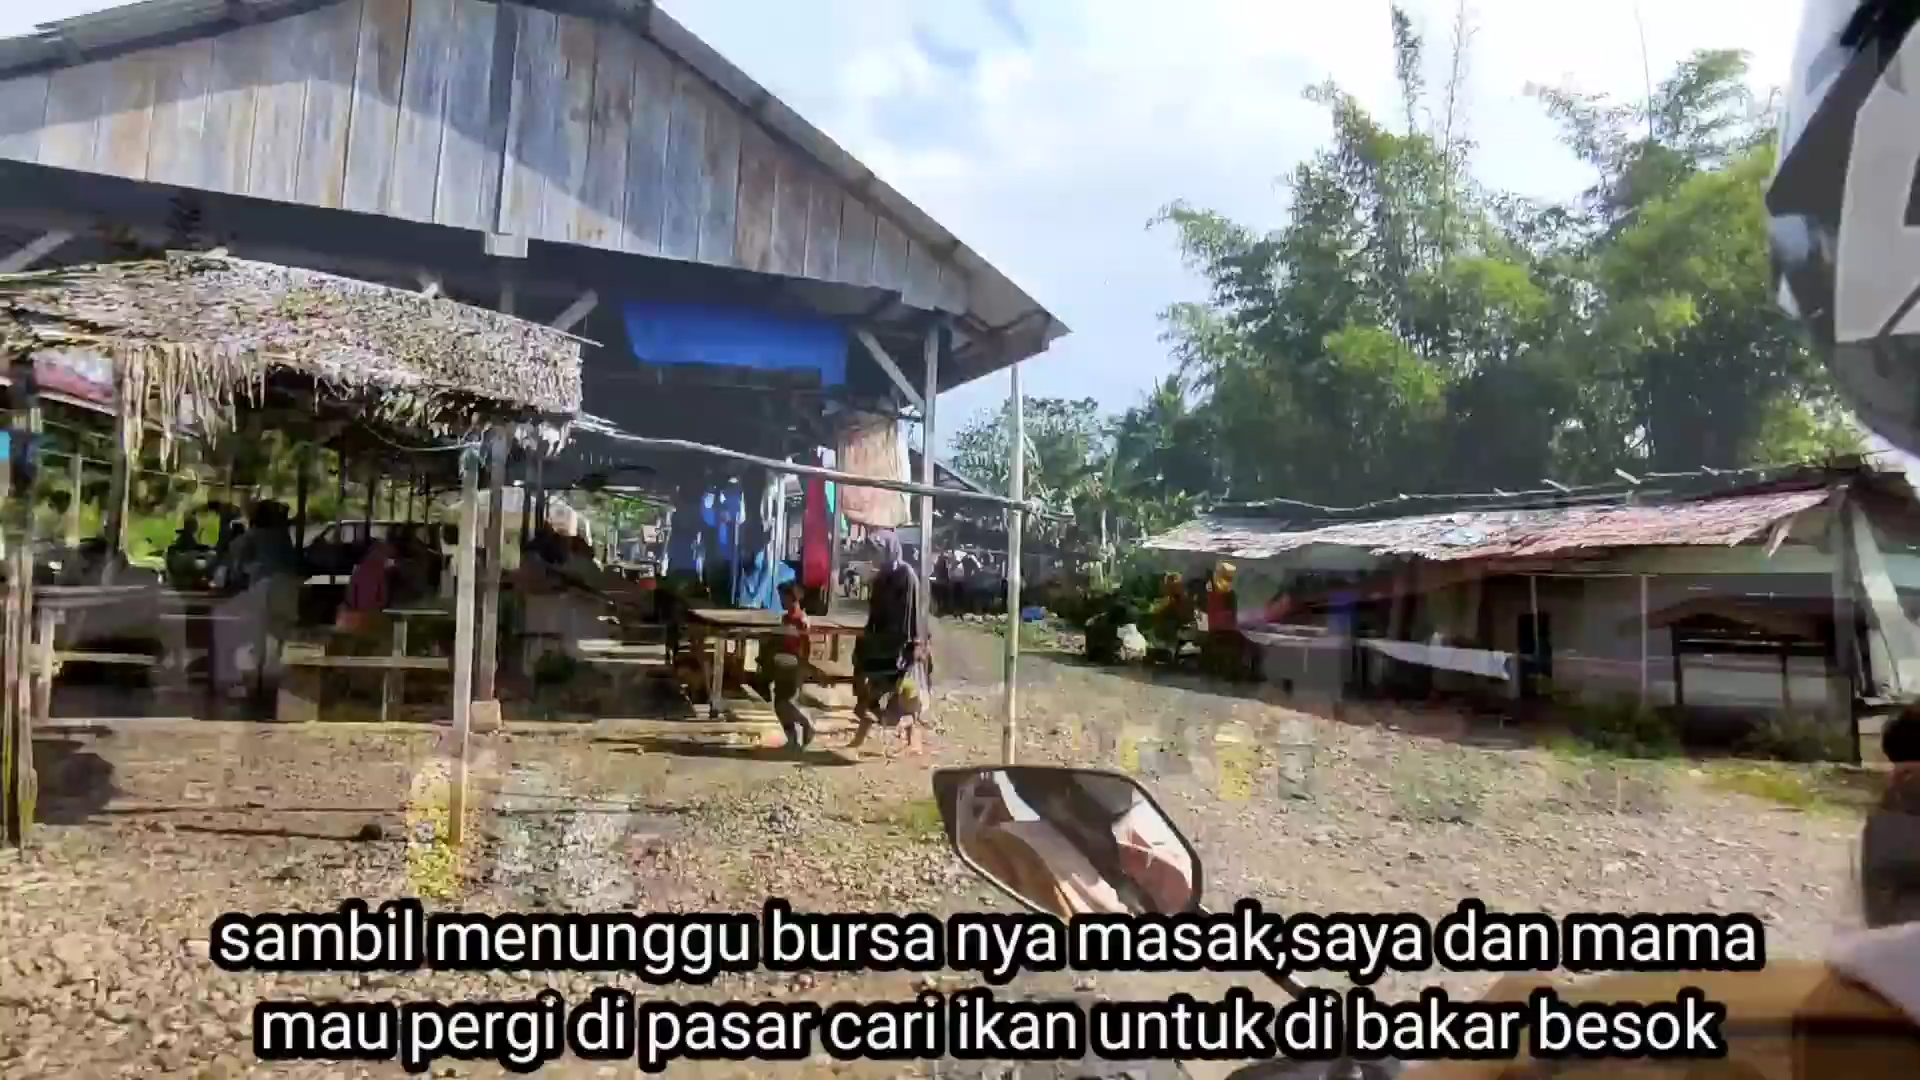 sambil menunggu bursa nya masak,saya dan mama
mau pergi di pasar cari ikan untuk di bakar besok